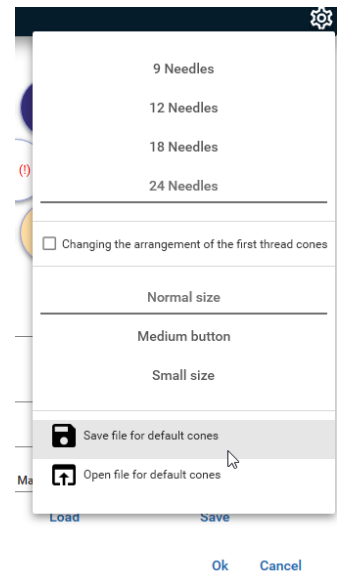 9 Needles
12 Needles
18 Needles
(!)
24 Needles
Changing the arrangement of the first thread cones
Normal size
Medium button
Small size
Save file for default cones
Open file for default cones
Ma
Load Save
Ok Cancel